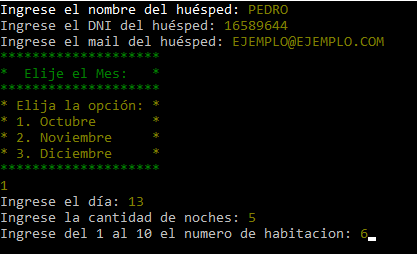 Ingrese el nombre del huésped: PEDRO
Ingrese el DNI del huésped: 16589644
Ingrese el mail del huésped: EJEMPLO@EJEMPLO.COM
********************
*  Elije el Mes:   *
********************
* Elija la opción: *
* 1. Octubre       *
* 2. Noviembre     *
* 3. Diciembre     *
********************
1
Ingrese el día: 13
Ingrese la cantidad de noches: 5
Ingrese del 1 al 10 el numero de habitacion: 6